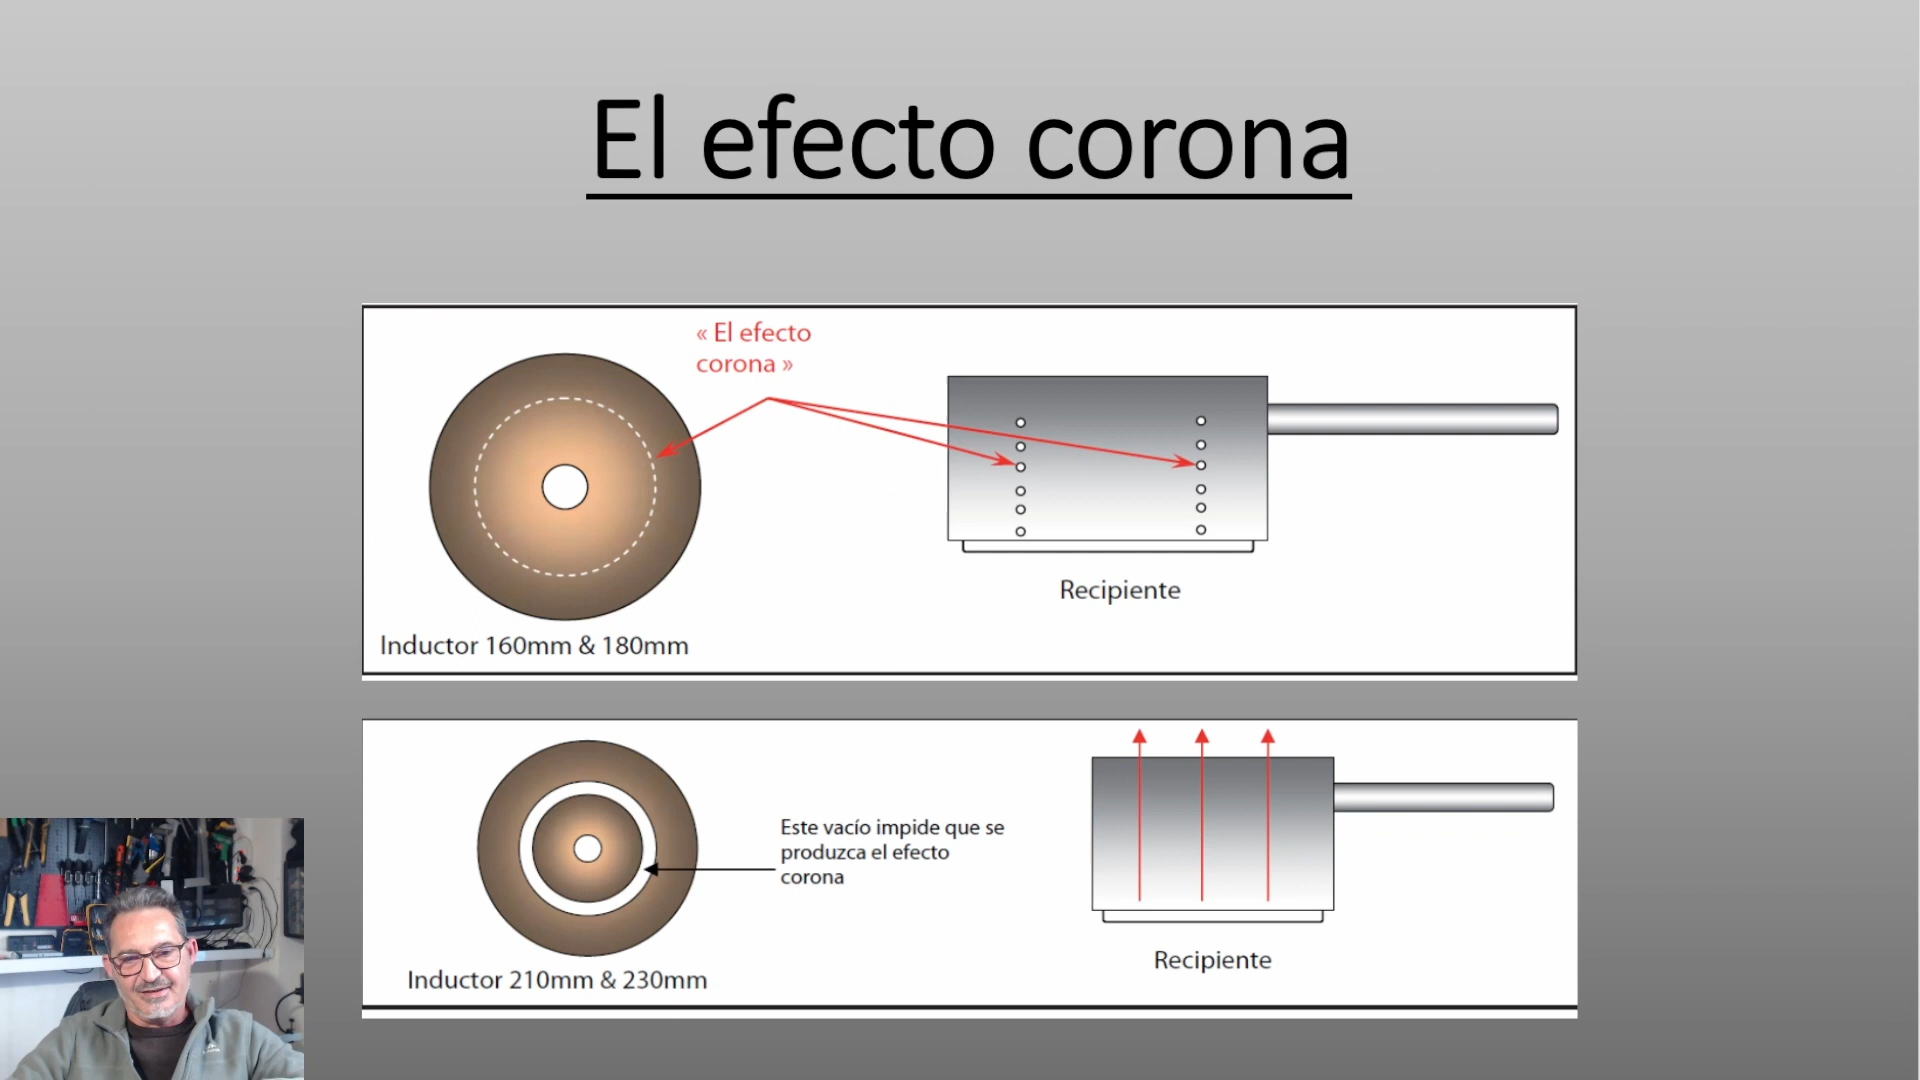 El efecto corona
« El efecto
corona »
Recipiente
Inductor 160mm & 180mm
Este vacío impide que se
produzca el efecto
corona
Recipiente
Inductor 210mm & 230mm